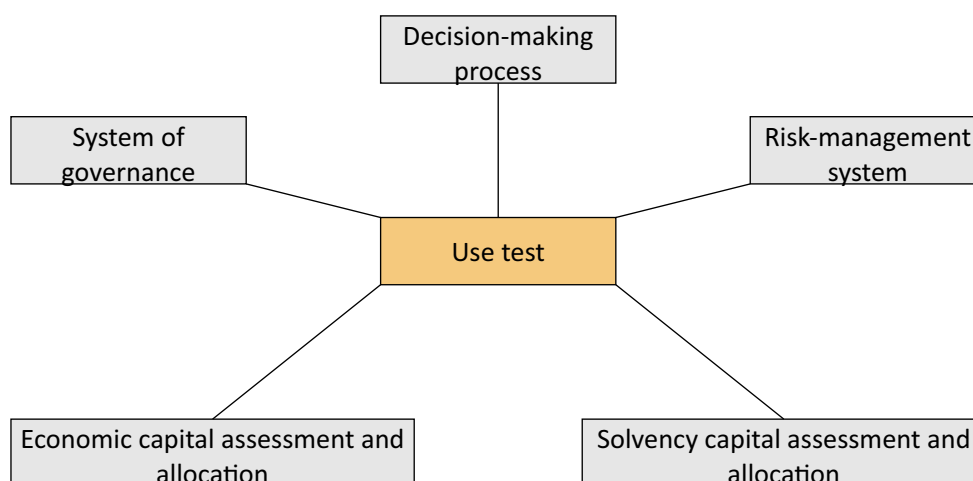 Decision-making
process
System of
governance
Risk-management
system
Use test
Economic capital assessment and
allocation
Solvency capital assessment and
allocation